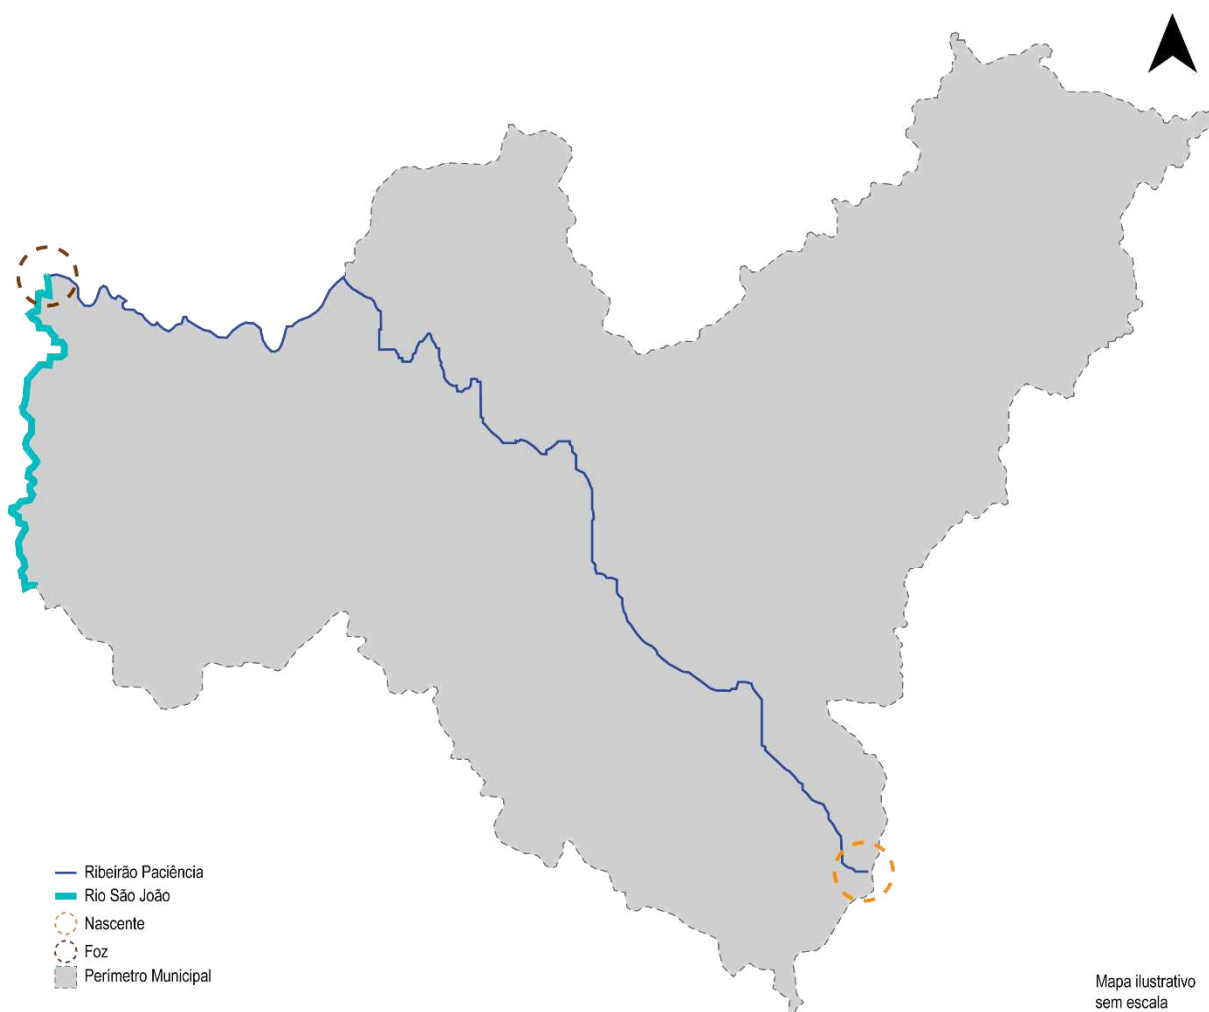 Ribeirão Paciência
Rio São João
Nascente
Foz
Perímetro Municipal
Mapa ilustrativo
sem escala